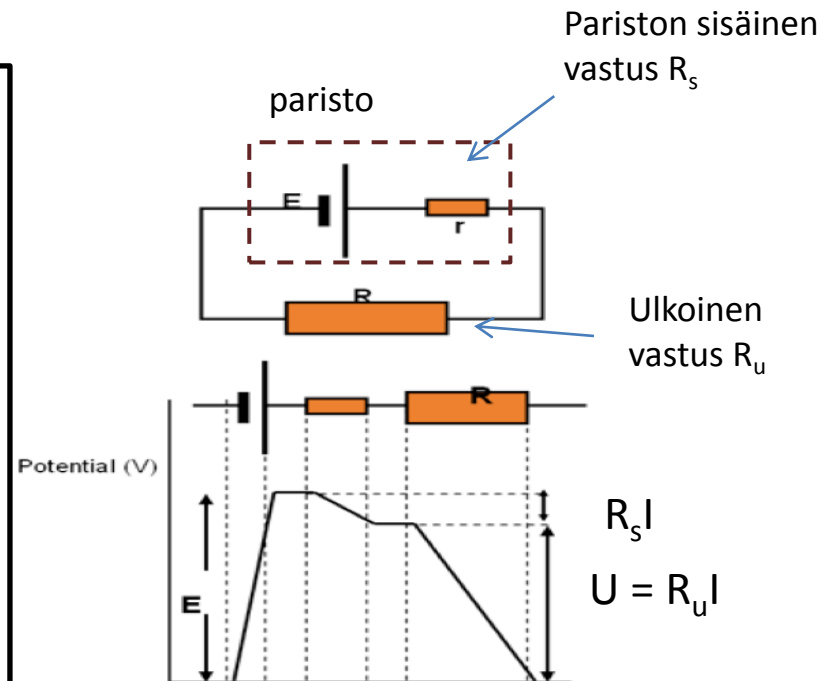 Pariston sisäinen
vastus Rₛ
paristo
E
r
R
Ulkoinen
vastus Rᵤ
R
Potential (V)
RₛI
U = RᵤI
E